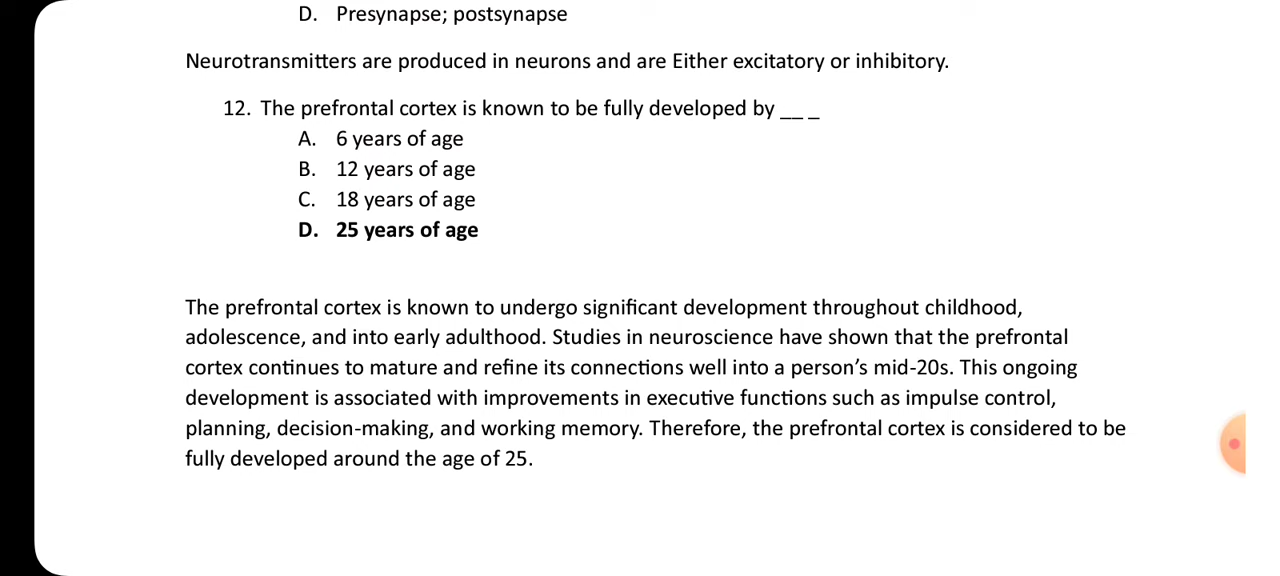 D. Presynapse; postsynapse
Neurotransmitters are produced in neurons and are Either excitatory or inhibitory.
12. The prefrontal cortex is known to be fully developed by __ _
A. 6 years of age
B. 12 years of age
C. 18 years of age
D. 25 years of age
The prefrontal cortex is known to undergo significant development throughout childhood,
adolescence, and into early adulthood. Studies in neuroscience have shown that the prefrontal
cortex continues to mature and refine its connections well into a person’s mid-20s. This ongoing
development is associated with improvements in executive functions such as impulse control,
planning, decision-making, and working memory. Therefore, the prefrontal cortex is considered to be
fully developed around the age of 25.